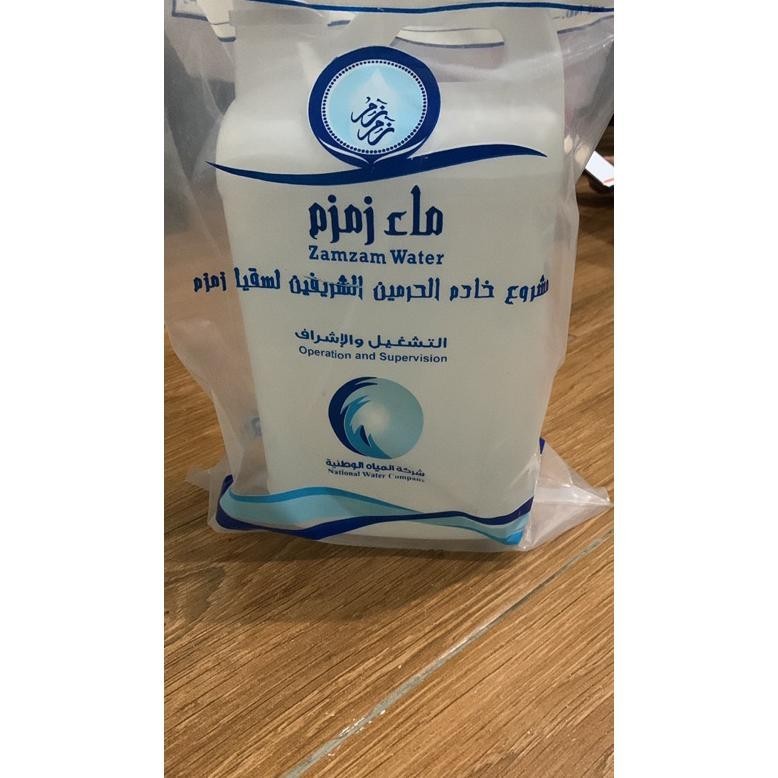 زمزم
ماء زمزم
Zamzam Water
مشروع خادم الحرمين الشريفين لسقيا زمزم
التشغيل والإشراف
Operation and Supervision
شركة المياه الوطنية
National Water Company